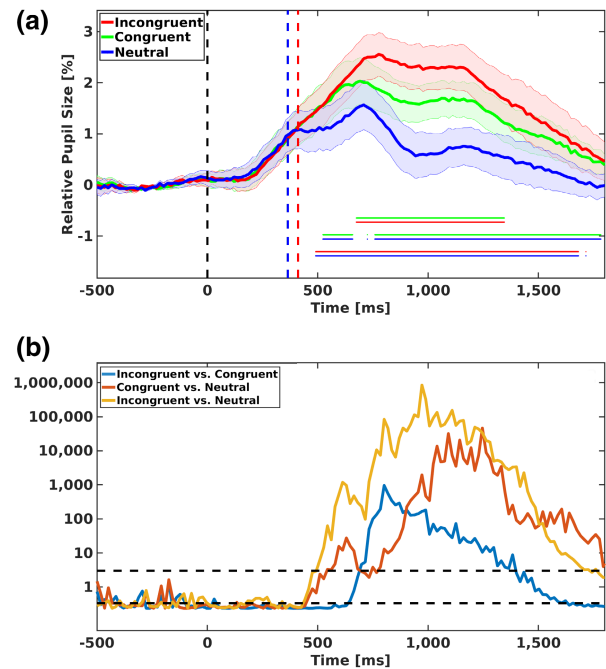 (a)
Incongruent
Congruent
Neutral
Relative Pupil Size [%]
3
2
1
0
-1
-500
0
500
1,000
1,500
Time [ms]
(b)
Incongruent vs. Congruent
Congruent vs. Neutral
Incongruent vs. Neutral
1,000,000
100,000
10,000
1,000
100
10
1
-500
0
500
1,000
1,500
Time [ms]